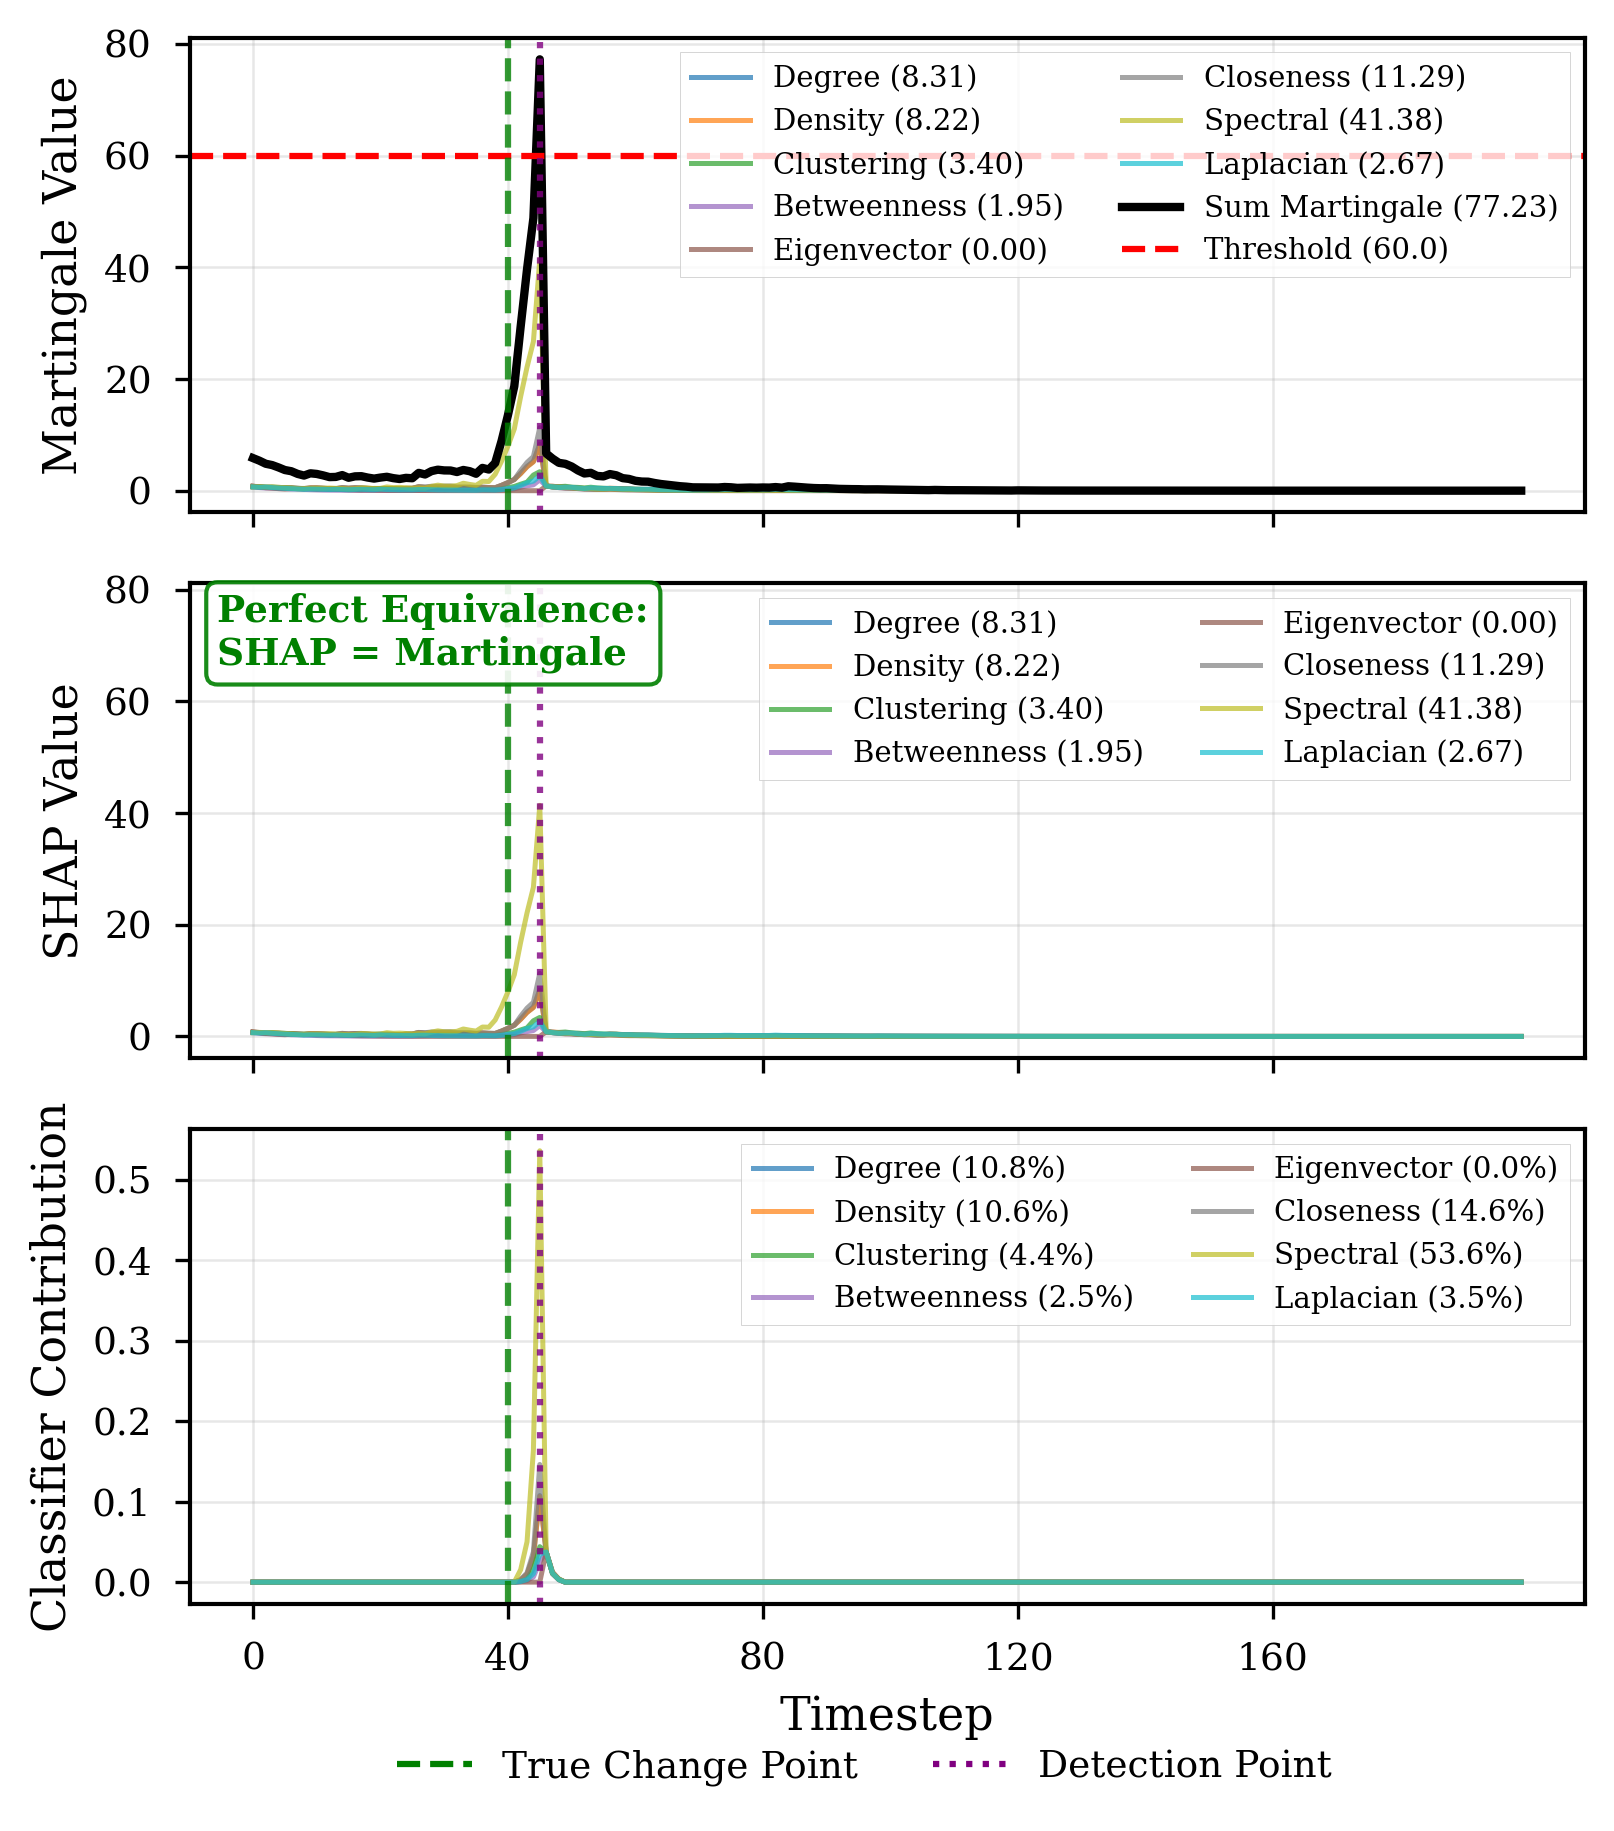 Martingale Value
80
60
40
20
0
Degree (8.31)
Density (8.22)
Clustering (3.40)
Betweenness (1.95)
Eigenvector (0.00)
Closeness (11.29)
Spectral (41.38)
Laplacian (2.67)
Sum Martingale (77.23)
Threshold (60.0)
SHAP Value
80
60
40
20
0
Perfect Equivalence:
SHAP = Martingale
Degree (8.31)
Density (8.22)
Clustering (3.40)
Betweenness (1.95)
Eigenvector (0.00)
Closeness (11.29)
Spectral (41.38)
Laplacian (2.67)
Classifier Contribution
0.5
0.4
0.3
0.2
0.1
0.0
Degree (10.8%)
Density (10.6%)
Clustering (4.4%)
Betweenness (2.5%)
Eigenvector (0.0%)
Closeness (14.6%)
Spectral (53.6%)
Laplacian (3.5%)
0 40 80 120 160
Timestep
True Change Point
Detection Point